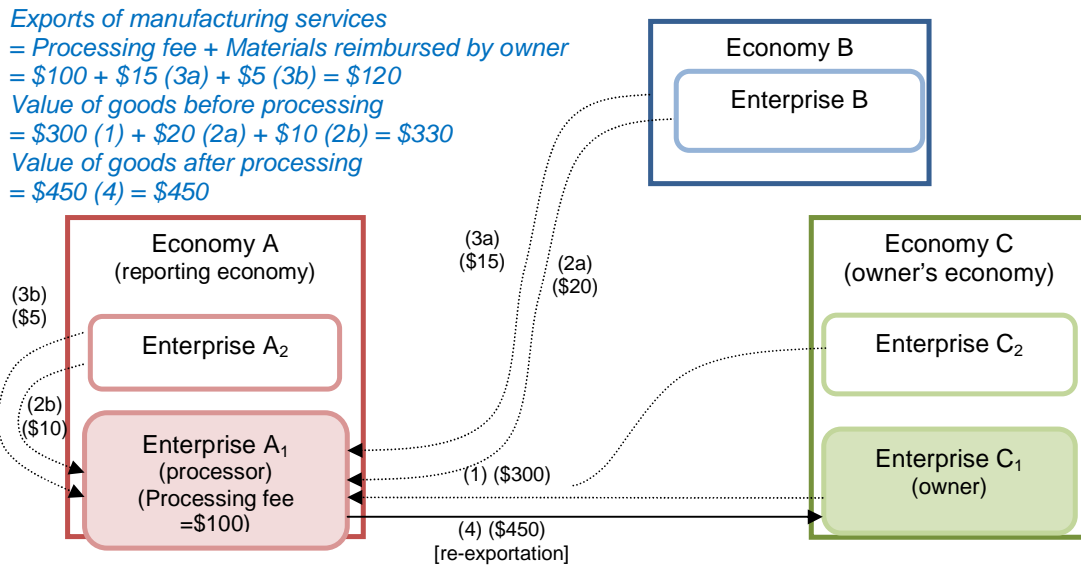 Exports of manufacturing services
= Processing fee + Materials reimbursed by owner
= $100 + $15 (3a) + $5 (3b) = $120
Value of goods before processing
= $300 (1) + $20 (2a) + $10 (2b) = $330
Value of goods after processing
= $450 (4) = $450
Economy B
Enterprise B
Economy A
(reporting economy)
(3a)
($15)
(2a)
($20)
Economy C
(owner's economy)
(3b)
($5)
Enterprise A₂
Enterprise C₂
(2b)
($10)
Enterprise A₁
(processor)
(Processing fee
=$100)
(1) ($300)
Enterprise C₁
(owner)
(4) ($450)
[re-exportation]